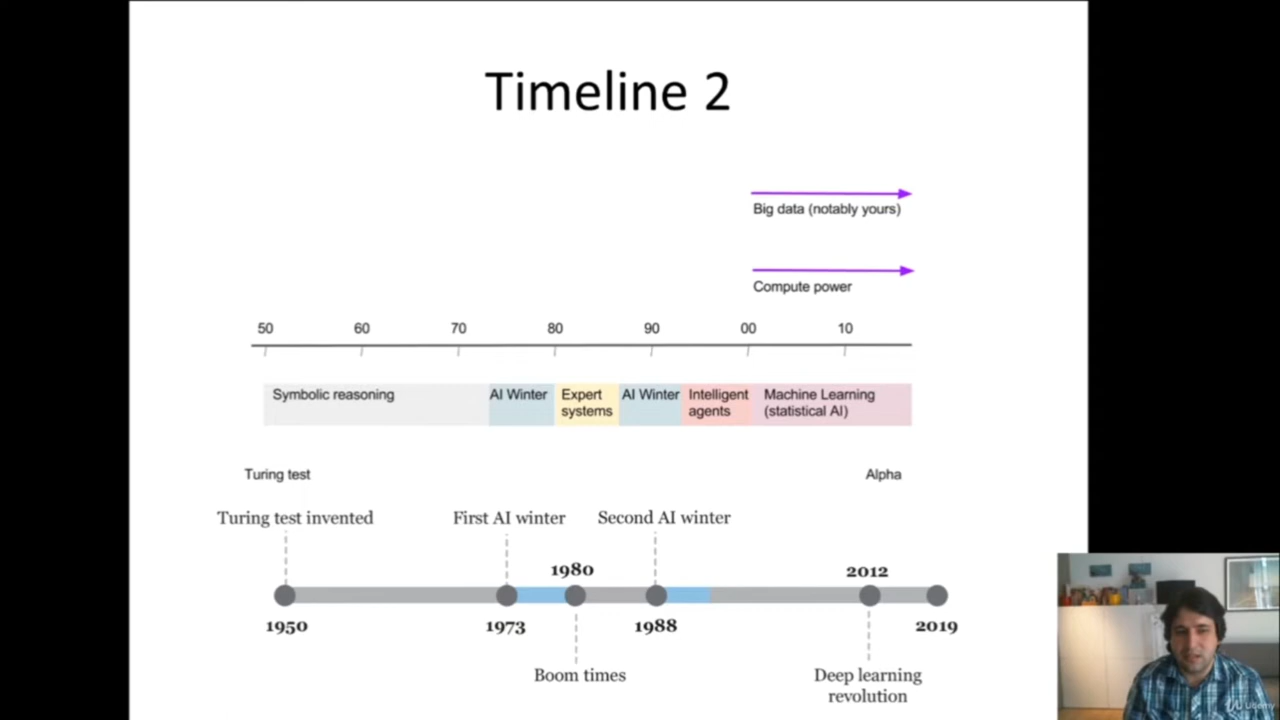 Timeline 2
Big data (notably yours)
Compute power
50 60 70 80 90 00 10
Symbolic reasoning AI Winter Expert systems AI Winter Intelligent agents Machine Learning (statistical AI)
Turing test Alpha
Turing test invented First AI winter Second AI winter
1980 2012
1950 1973 1988 2019
Boom times Deep learning
revolution
Udemy